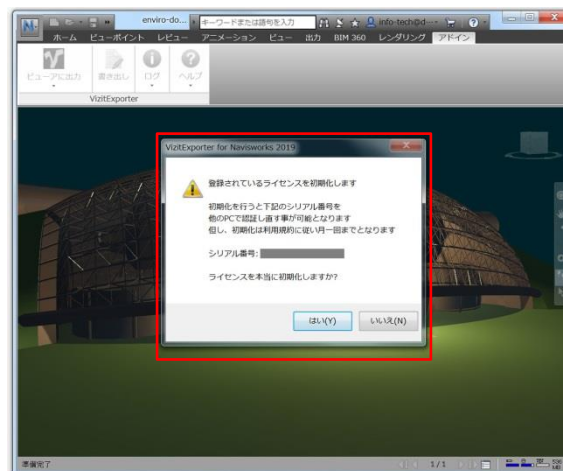 enviro-do...
キーワードまたは語句を入力
info-tech@d...
ホーム ビューポイント レビュー アニメーション ビュー 出力 BIM 360 レンダリング アドイン
ビューアに出力 書き出し ログ ヘルプ
VizitExporter
VizitExporter for Navisworks 2019
登録されているライセンスを初期化します
初期化を行うと下記のシリアル番号を
他のPCで認証し直す事が可能となります
但し、初期化は利用規約に従い月一回までとなります
シリアル番号:
ライセンスを本当に初期化しますか?
はい(Y) いいえ(N)
準備完了 1/1